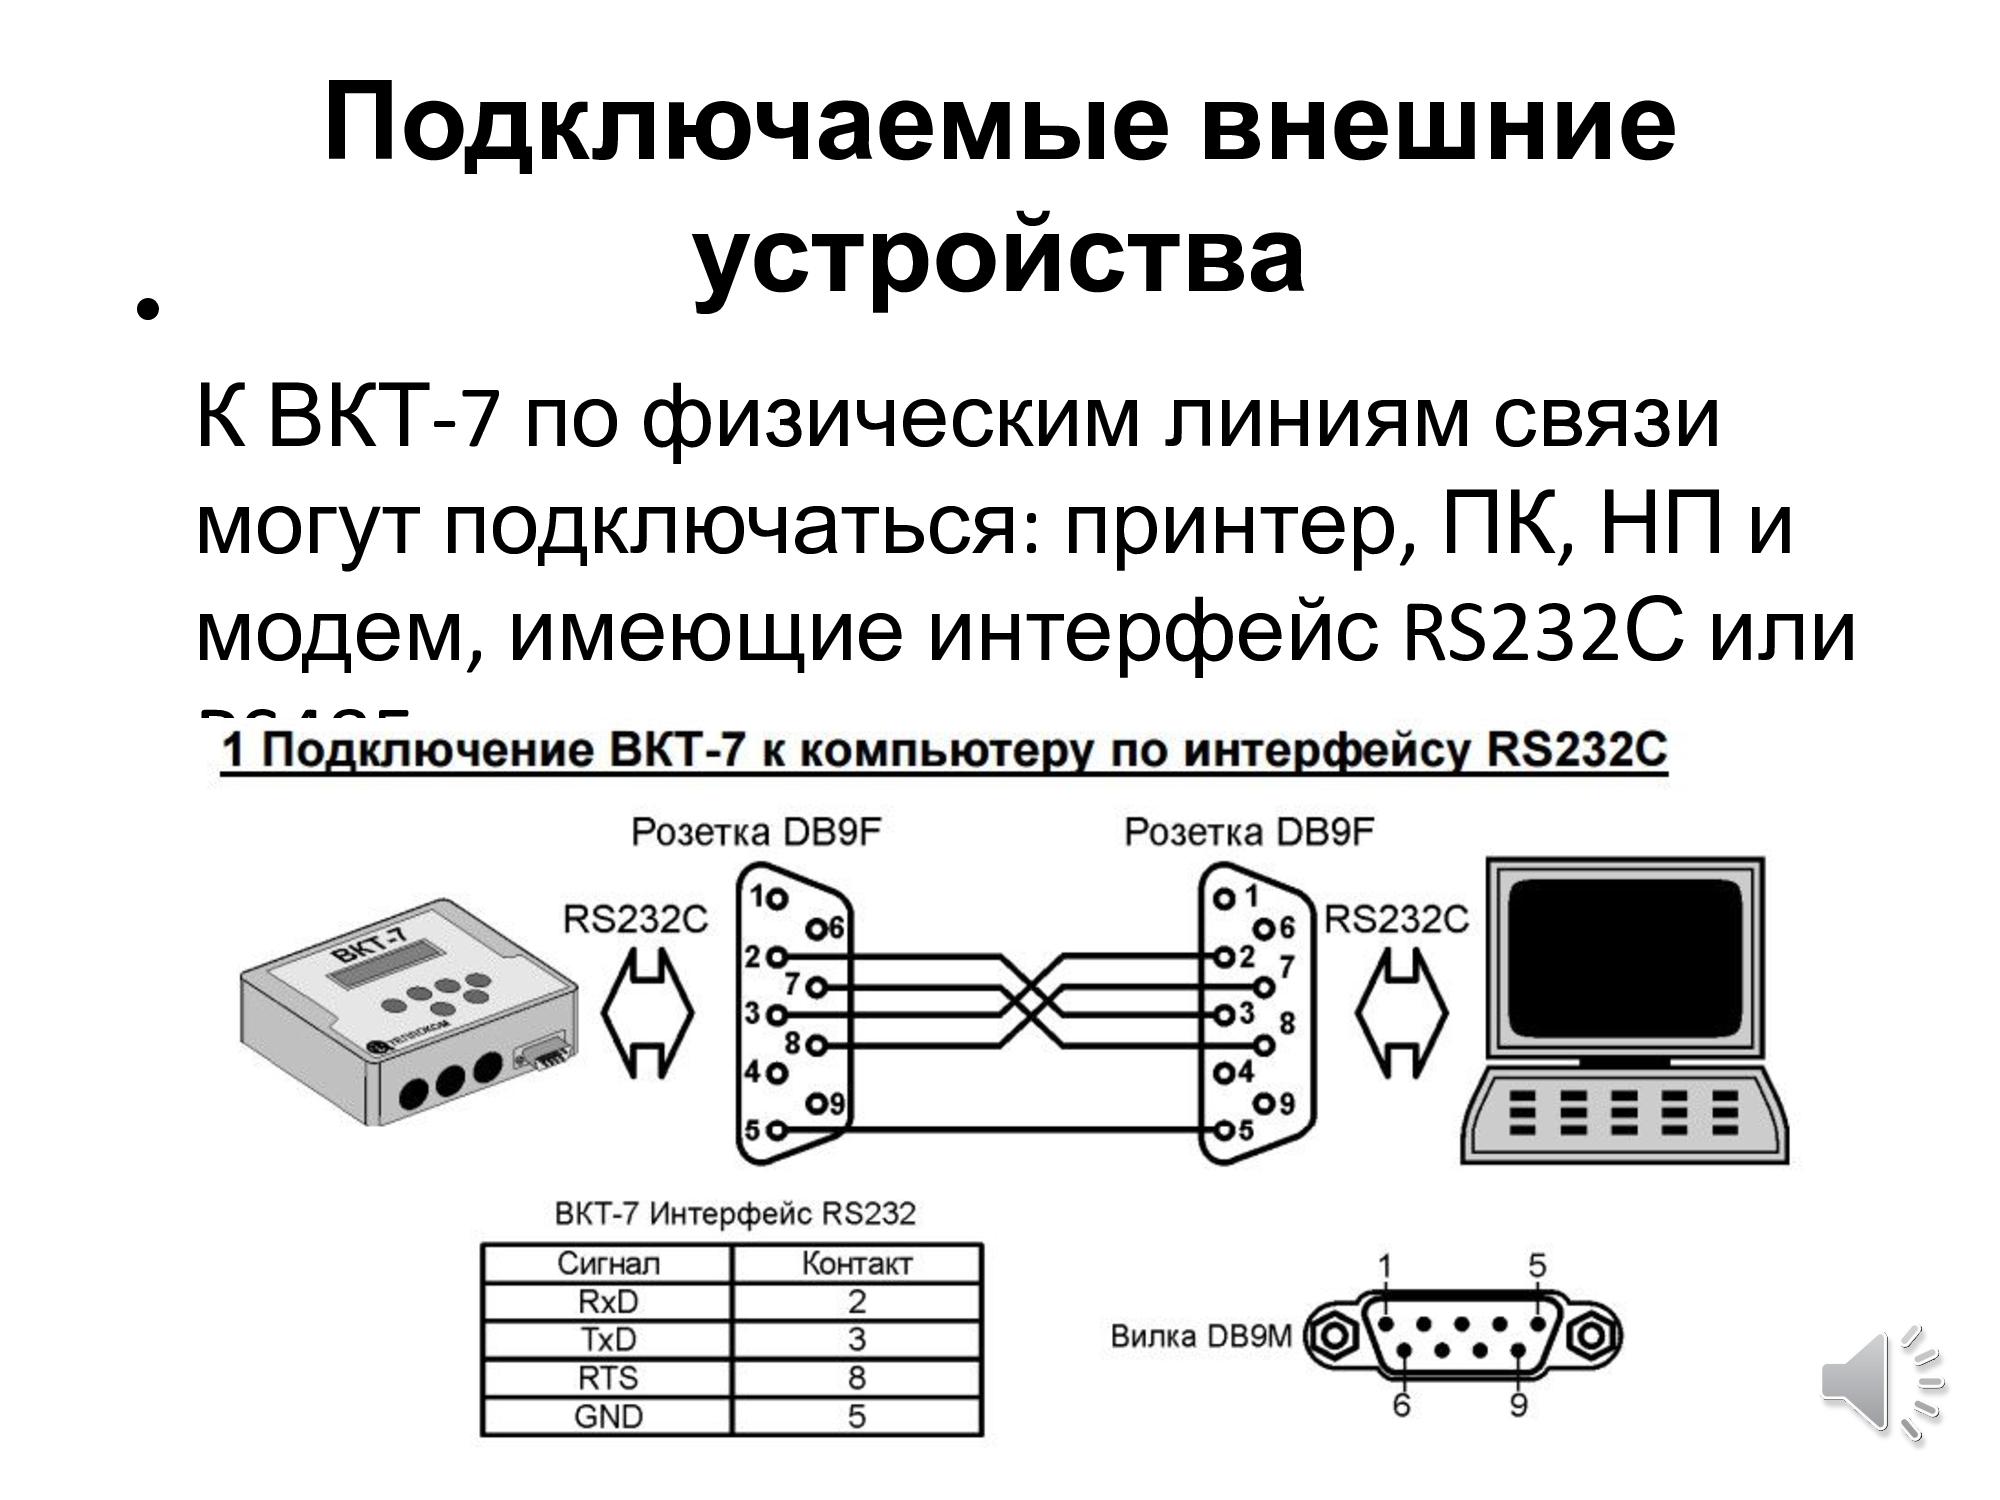 Подключаемые внешние
устройства
•
К ВКТ-7 по физическим линиям связи
могут подключаться: принтер, ПК, НП и
модем, имеющие интерфейс RS232C или
1 Подключение ВКТ-7 к компьютеру по интерфейсу RS232C
Розетка DB9F Розетка DB9F
RS232C RS232C
ВКТ-7
ТЕПЛОКОМ
1 6 2 7 3 8 4 9 5
1 6 2 7 3 8 4 9 5
ВКТ-7 Интерфейс RS232
Сигнал Контакт
RxD 2
TxD 3
RTS 8
GND 5
1 5
Вилка DB9M
6 9